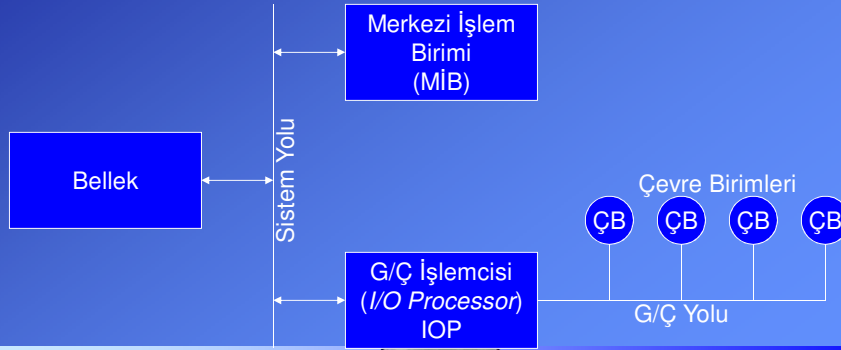 Merkezi İşlem
Birimi
(MİB)
Bellek
Sistem Yolu
Çevre Birimleri
ÇB
ÇB
ÇB
ÇB
G/Ç İşlemcisi
(I/O Processor)
IOP
G/Ç Yolu